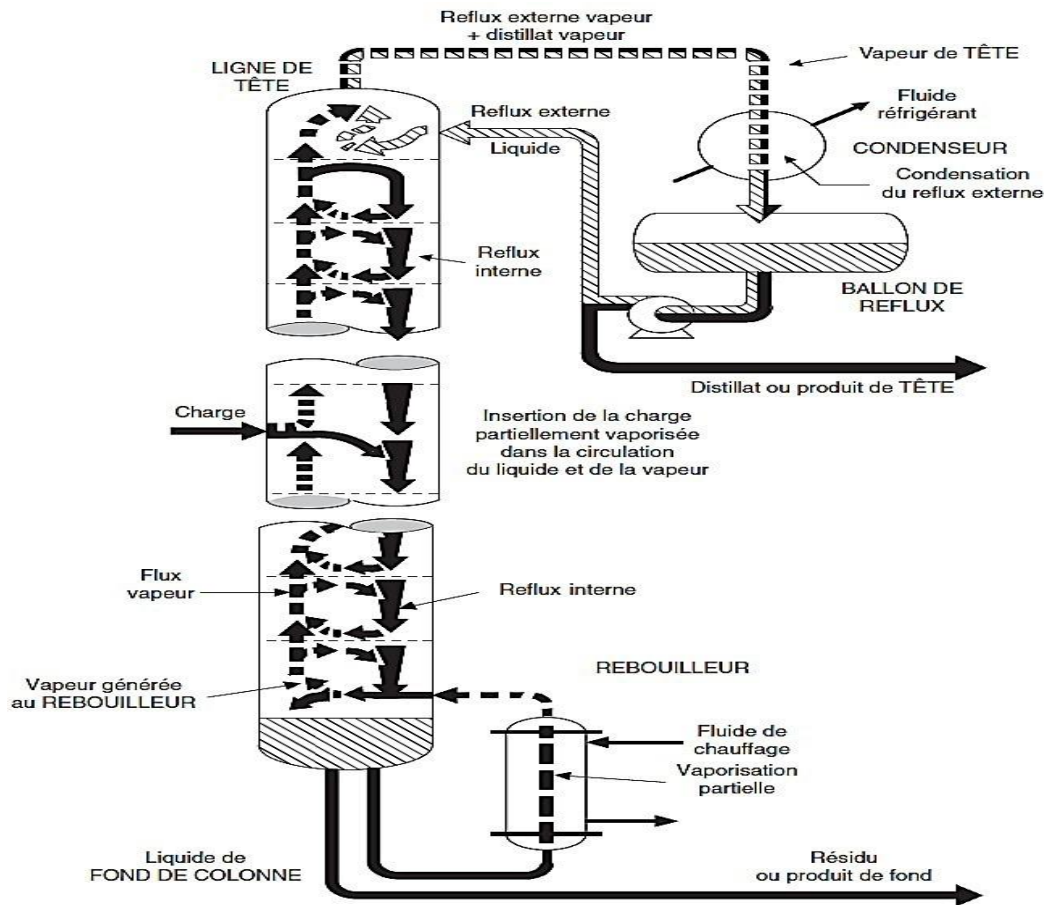 Reflux externe vapeur
+ distillat vapeur
LIGNE DE
TÊTE
Vapeur de TÊTE
Reflux externe
Liquide
Fluide
réfrigérant
CONDENSEUR
Condensation
du reflux externe
Reflux
interne
BALLON DE
REFLUX
Distillat ou produit de TÊTE
Charge
Insertion de la charge
partiellement vaporisée
dans la circulation
du liquide et de la vapeur
Flux
vapeur
Reflux interne
Vapeur générée
au REBOUILLEUR
REBOUILLEUR
Fluide de
chauffage
Vaporisation
partielle
Liquide de
FOND DE COLONNE
Résidu
ou produit de fond